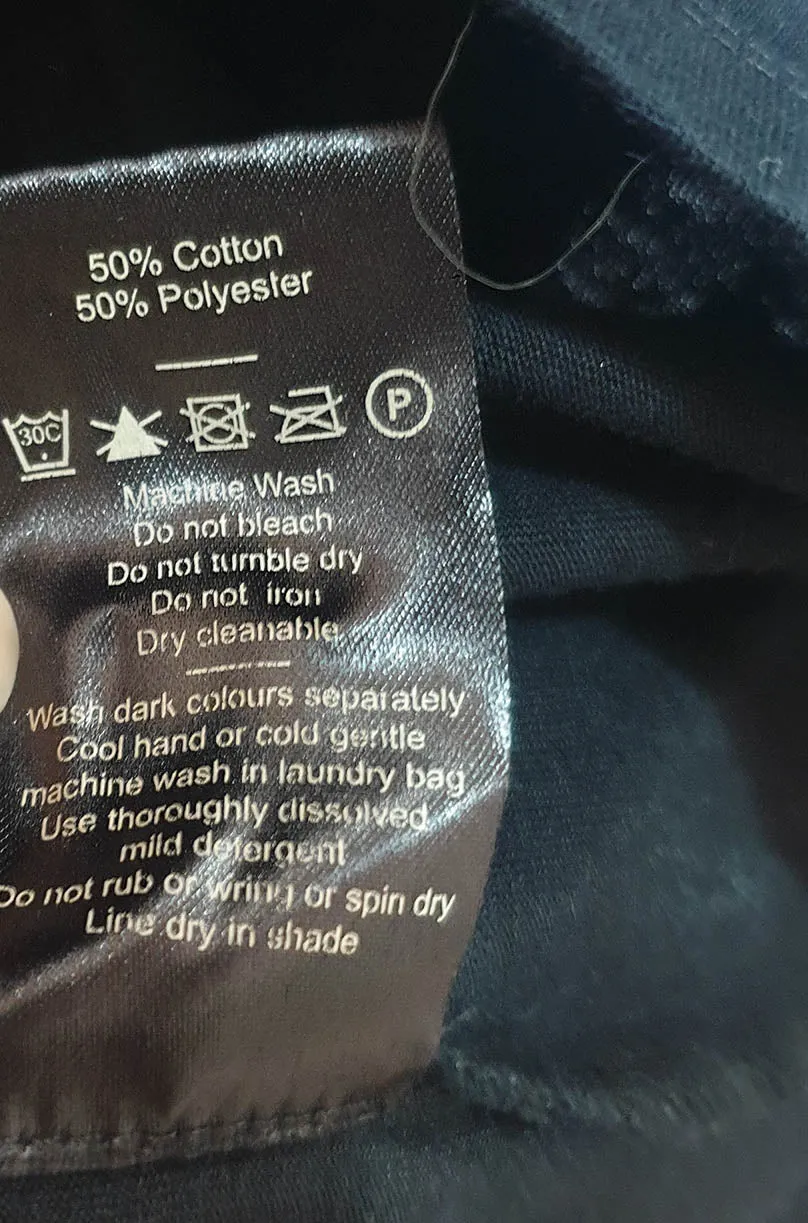 50% Cotton
50% Polyester
30C P
Machine Wash
Do not bleach
Do not tumble dry
Do not iron
Dry cleanable
Wash dark colours separately
Cool hand or cold gentle
machine wash in laundry bag
Use thoroughly dissolved
mild detergent
Do not rub or wring or spin dry
Line dry in shade